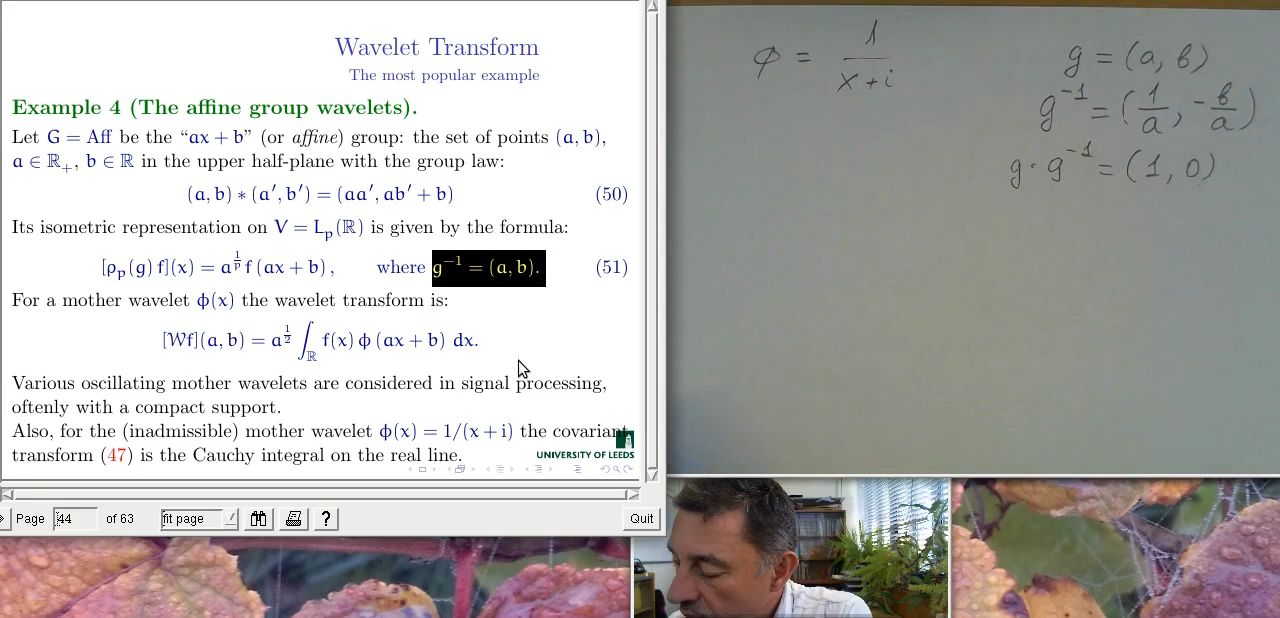 Wavelet Transform
The most popular example
Example 4 (The affine group wavelets).
Let G = Aff be the “ax + b” (or affine) group: the set of points (a, b),
a ∈ ℝ₊, b ∈ ℝ in the upper half-plane with the group law:
(a, b) ∗ (a′, b′) = (aa′, ab′ + b) (50)
Its isometric representation on V = Lₚ(ℝ) is given by the formula:
[ρₚ(g) f](x) = a^{1/p} f (ax + b) , where g⁻¹ = (a, b). (51)
For a mother wavelet ϕ(x) the wavelet transform is:
[𝒲f](a, b) = a^{1/2} ∫_ℝ f(x) ϕ (ax + b) dx.
Various oscillating mother wavelets are considered in signal processing,
oftenly with a compact support.
Also, for the (inadmissible) mother wavelet ϕ(x) = 1/(x + i) the covariant
transform (47) is the Cauchy integral on the real line.
UNIVERSITY OF LEEDS
Page 44 of 63 fit page ? Quit
ϕ = 1/(x+i)
g = (a, b)
g⁻¹ = (1/a, -b/a)
g · g⁻¹ = (1, 0)